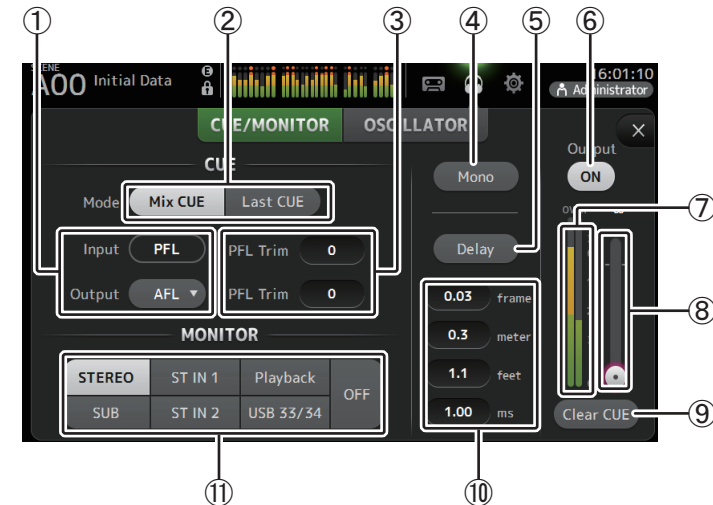 ① ② ③ ④ ⑤ ⑥
SCENE
A00 Initial Data
16:01:10
Administrator
CUE/MONITOR OSCILLATOR
CUE
Mode Mix CUE Last CUE
Input PFL PFL Trim 0
Output AFL ▼ PFL Trim 0
MONITOR
STEREO ST IN 1 Playback OFF
SUB ST IN 2 USB 33/34
Mono
Delay
0.03 frame
0.3 meter
1.1 feet
1.00 ms
Output
ON
Clear CUE
⑦
⑧
⑨
⑪ ⑩